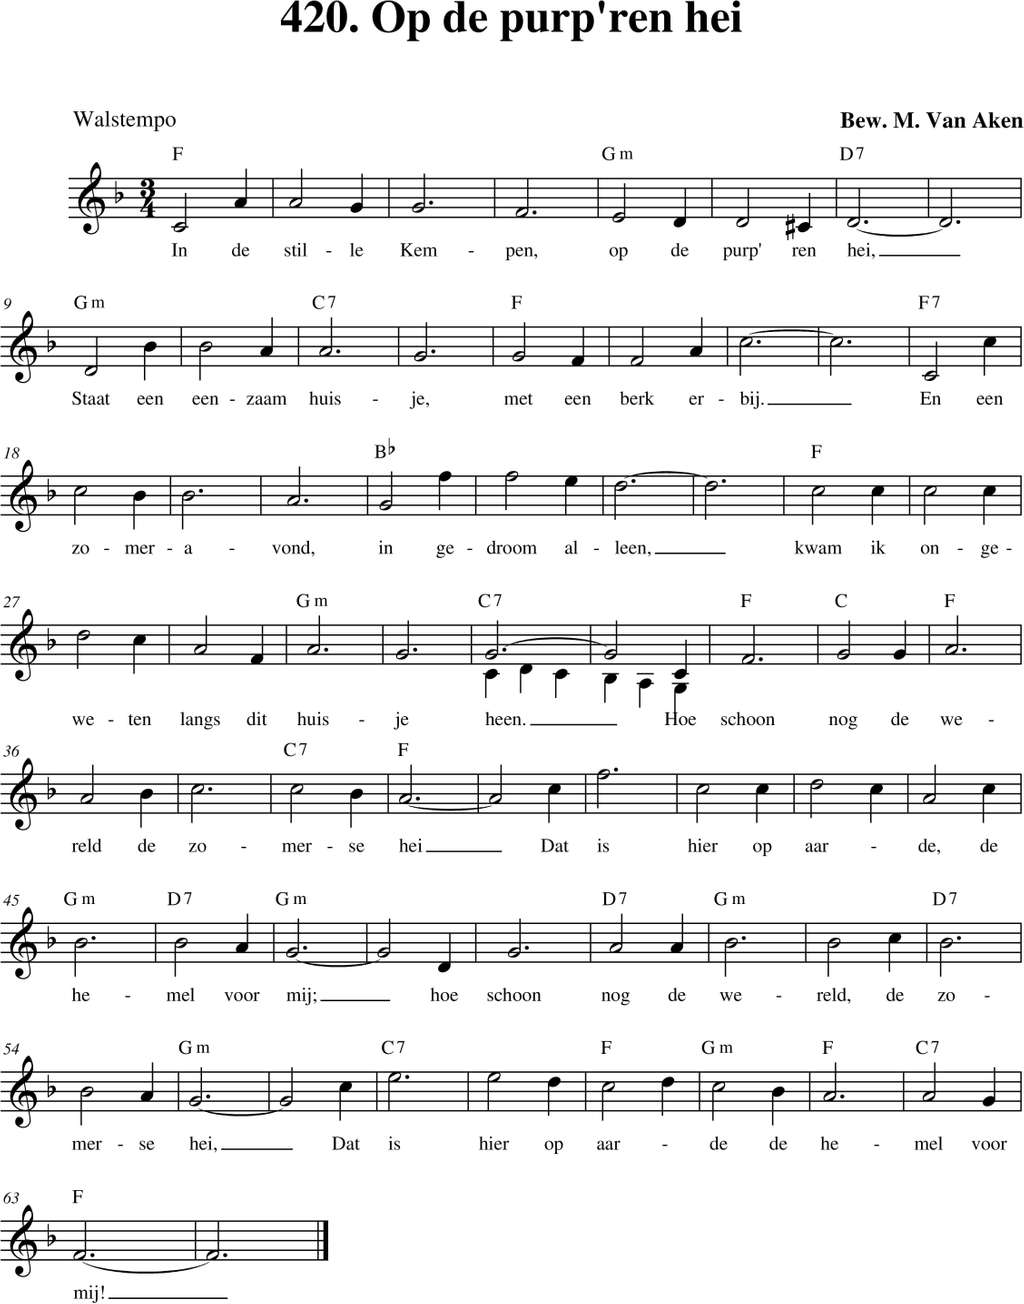 420. Op de purp'ren hei
Walstempo
Bew. M. Van Aken
F Gm D7
3
4
In de stil - le Kem - pen, op de purp' ren hei,
9
Gm C7 F F7
Staat een een - zaam huis - je, met een berk er - bij. En een
18
B♭ F
zo - mer - a - vond, in ge - droom al - leen, kwam ik on - ge -
27
Gm C7 F C F
we - ten langs dit huis - je heen. Hoe schoon nog de we -
36
C7 F
reld de zo - mer - se hei Dat is hier op aar - de, de
45
Gm D7 Gm D7 Gm D7
he - mel voor mij; hoe schoon nog de we - reld, de zo -
54
Gm C7 F Gm F C7
mer - se hei, Dat is hier op aar - de de he - mel voor
63
F
mij!